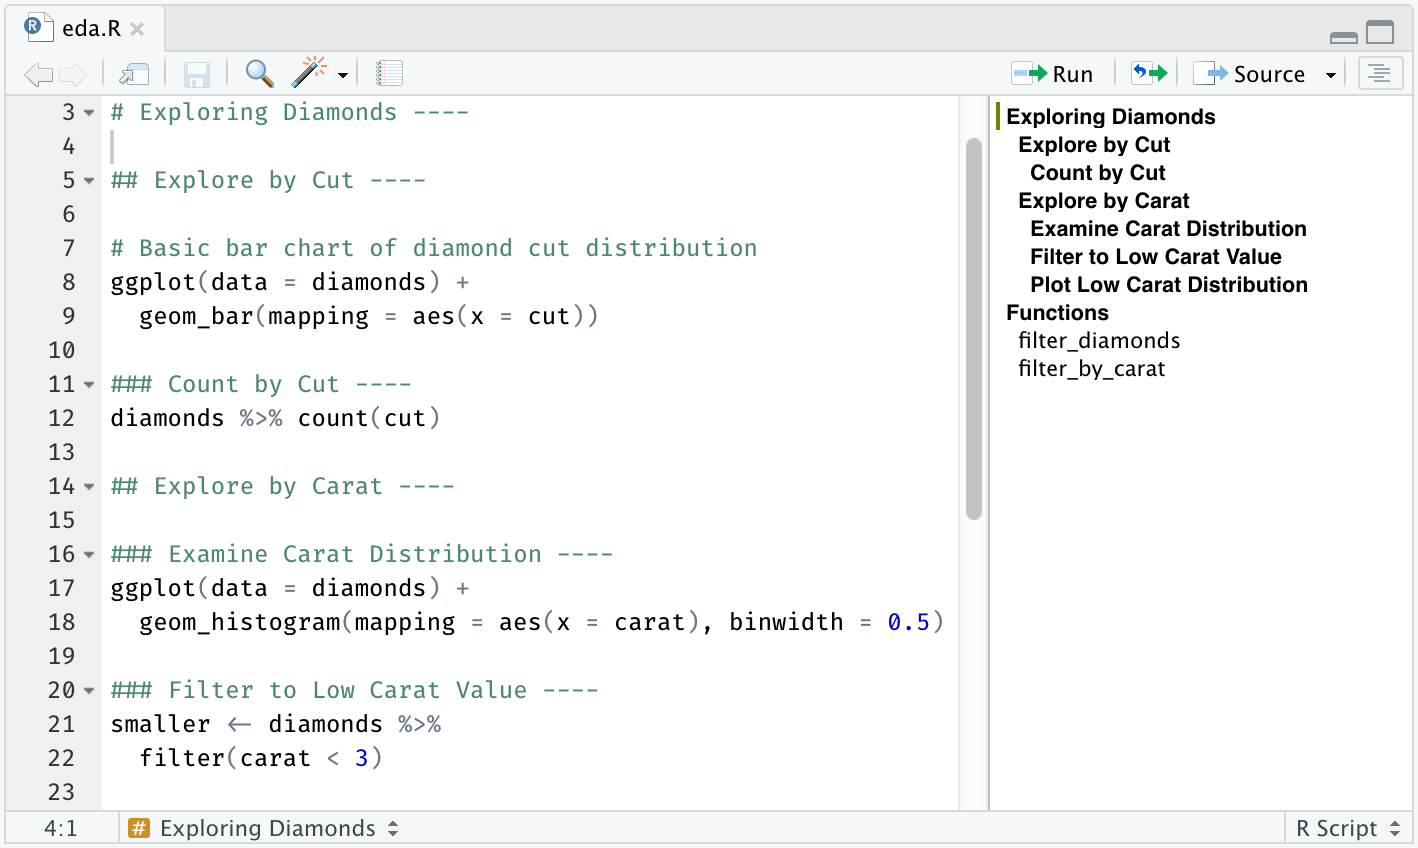 eda.R
Run
Source
3 # Exploring Diamonds ----
4
5 ## Explore by Cut ----
6
7 # Basic bar chart of diamond cut distribution
8 ggplot(data = diamonds) +
9   geom_bar(mapping = aes(x = cut))
10
11 ### Count by Cut ----
12 diamonds %>% count(cut)
13
14 ## Explore by Carat ----
15
16 ### Examine Carat Distribution ----
17 ggplot(data = diamonds) +
18   geom_histogram(mapping = aes(x = carat), binwidth = 0.5)
19
20 ### Filter to Low Carat Value ----
21 smaller <- diamonds %>%
22   filter(carat < 3)
23
Exploring Diamonds
Explore by Cut
Count by Cut
Explore by Carat
Examine Carat Distribution
Filter to Low Carat Value
Plot Low Carat Distribution
Functions
filter_diamonds
filter_by_carat
4:1
# Exploring Diamonds
R Script